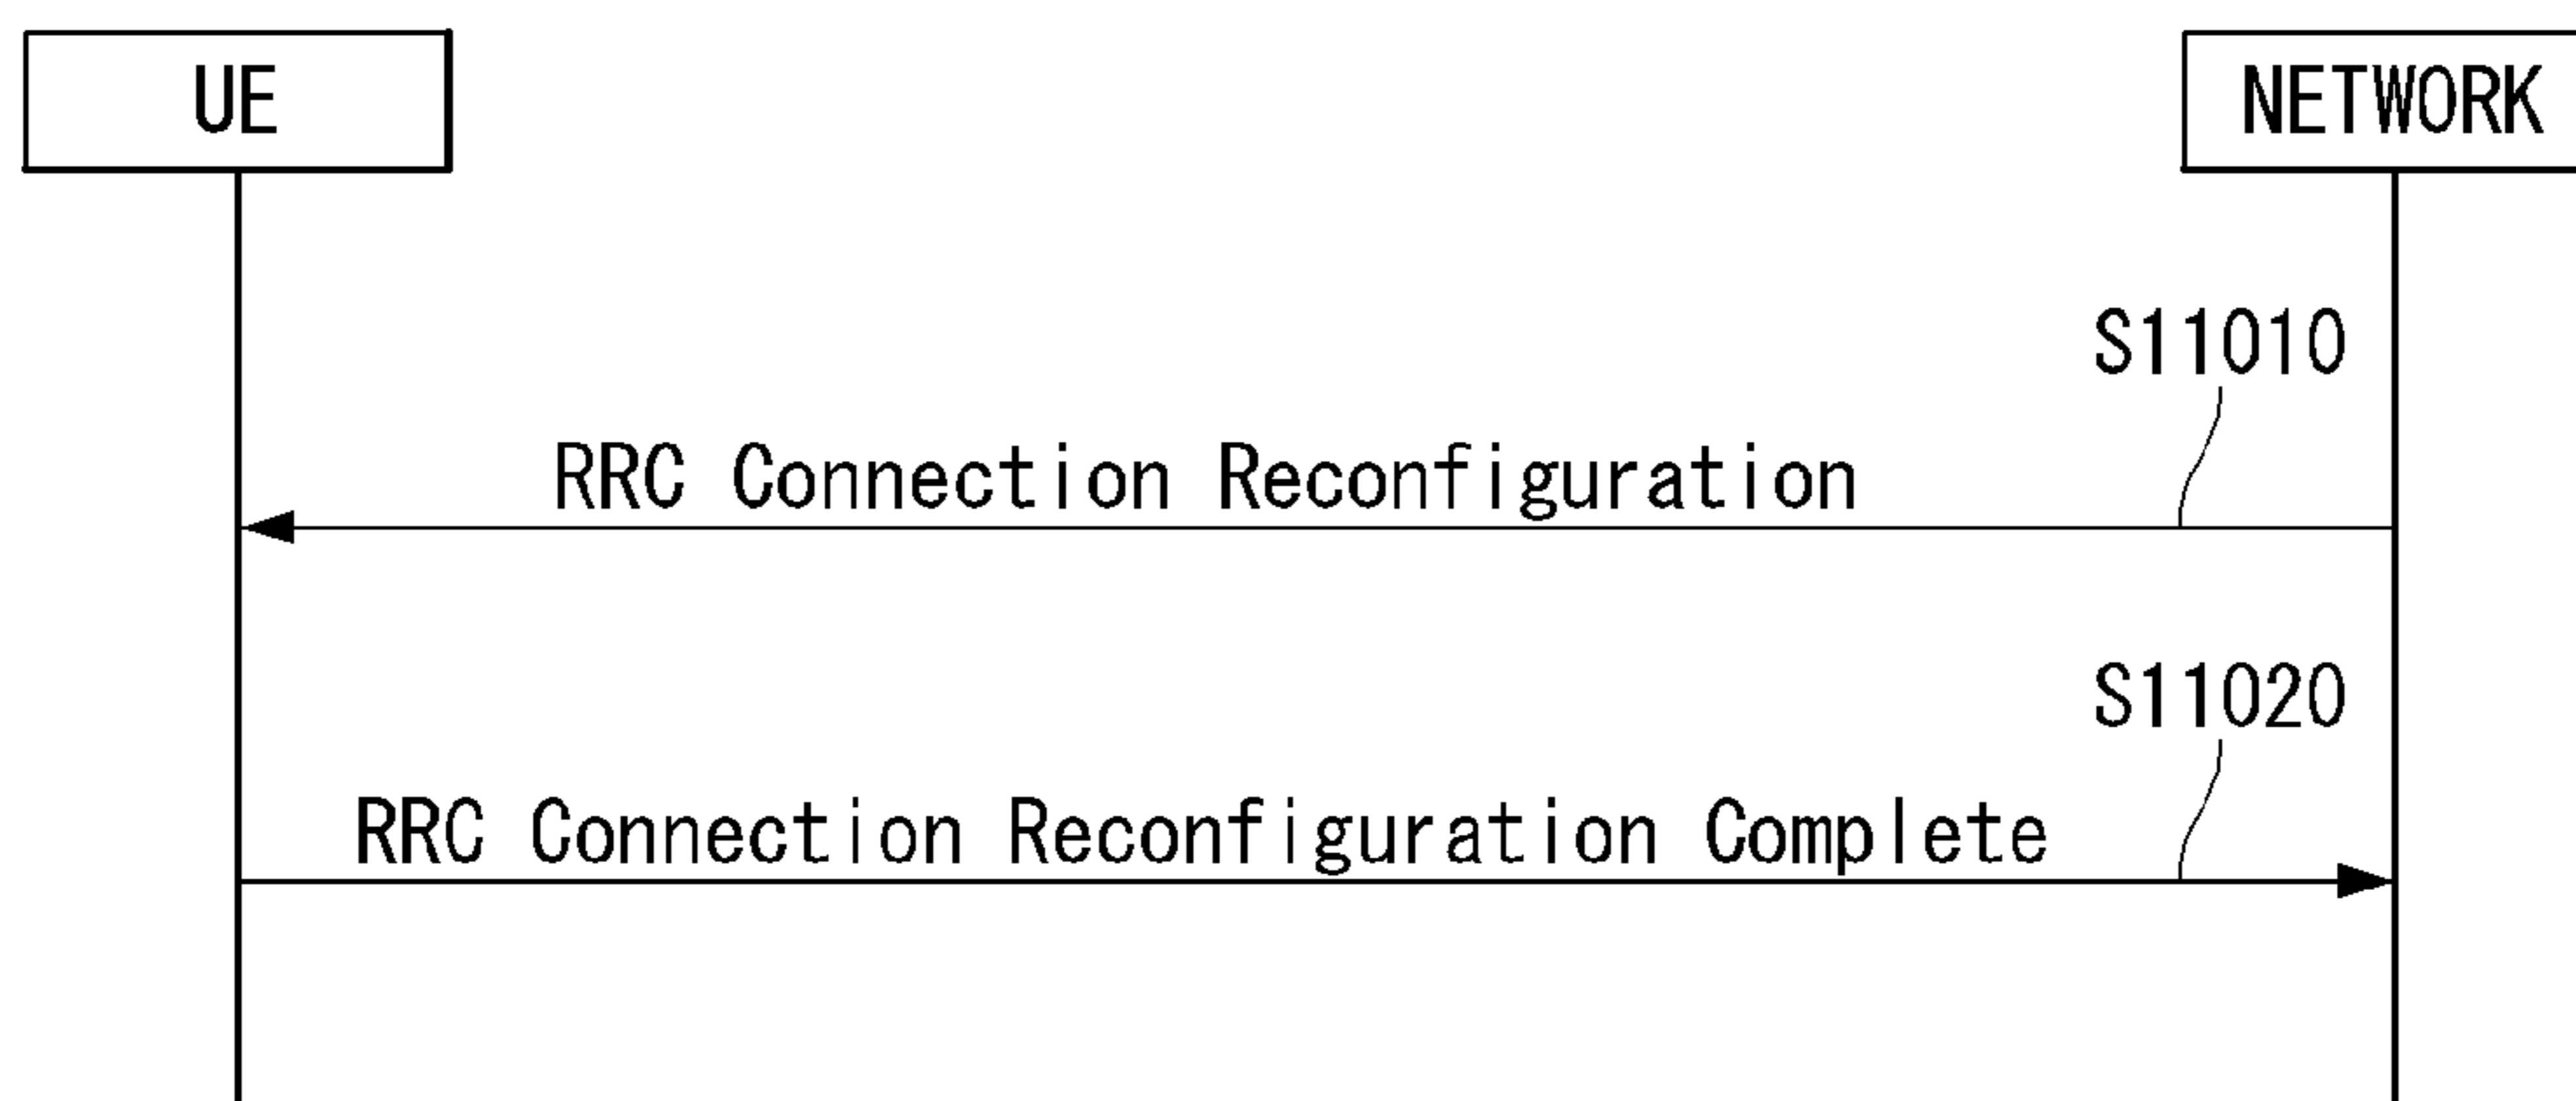 UE
NETWORK
S11010
RRC Connection Reconfiguration
S11020
RRC Connection Reconfiguration Complete